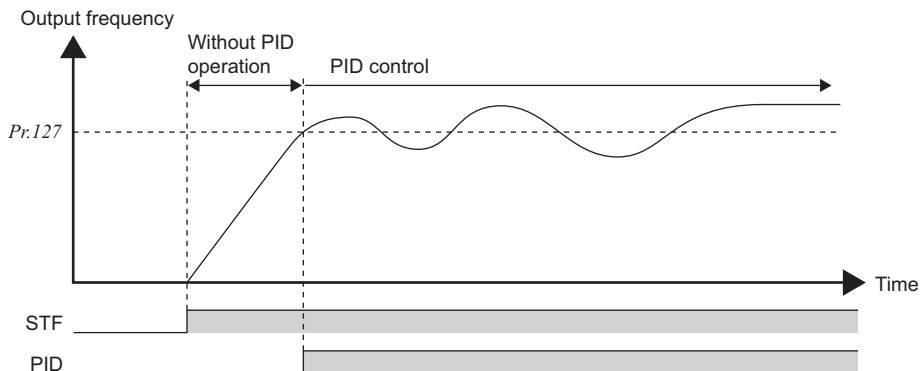 Output frequency
Without PID
operation
PID control
Pr.127
Time
STF
PID